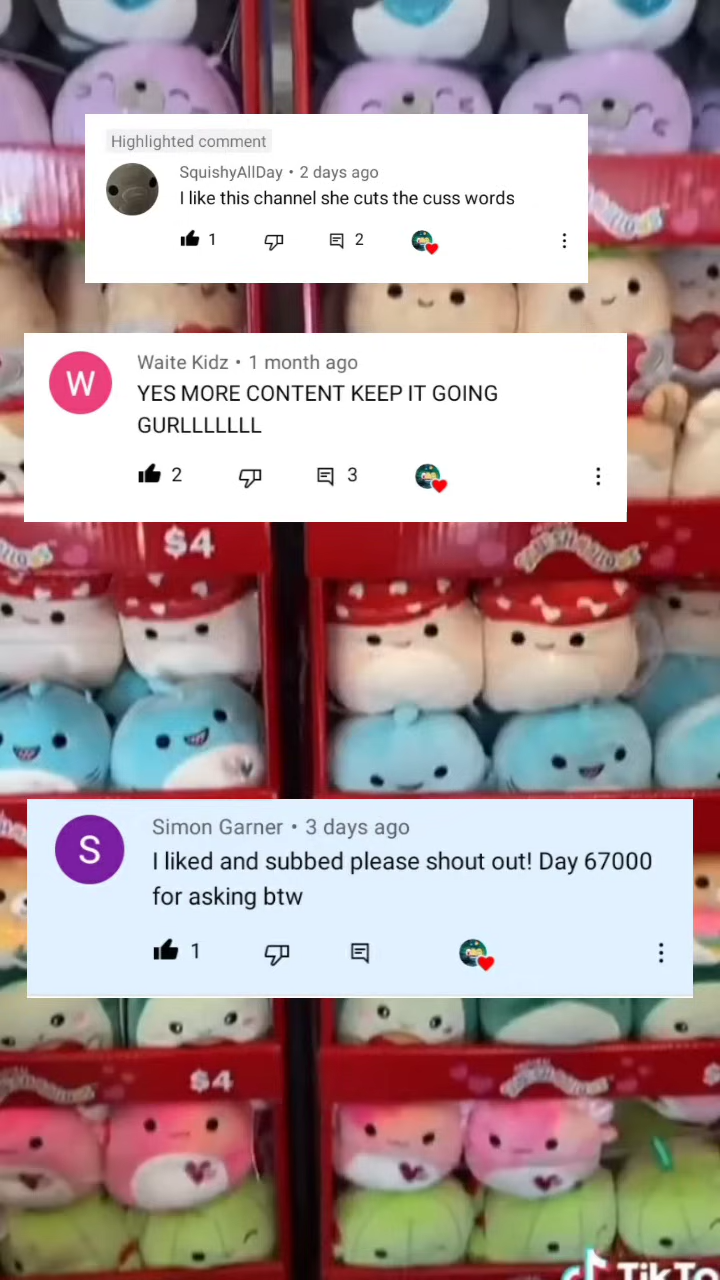 Highlighted comment
SquishyAllDay • 2 days ago
I like this channel she cuts the cuss words
1 2
W
Waite Kidz • 1 month ago
YES MORE CONTENT KEEP IT GOING
GURLLLLLLL
2 3
$4
S
Simon Garner • 3 days ago
I liked and subbed please shout out! Day 67000
for asking btw
1
$4
TikTo